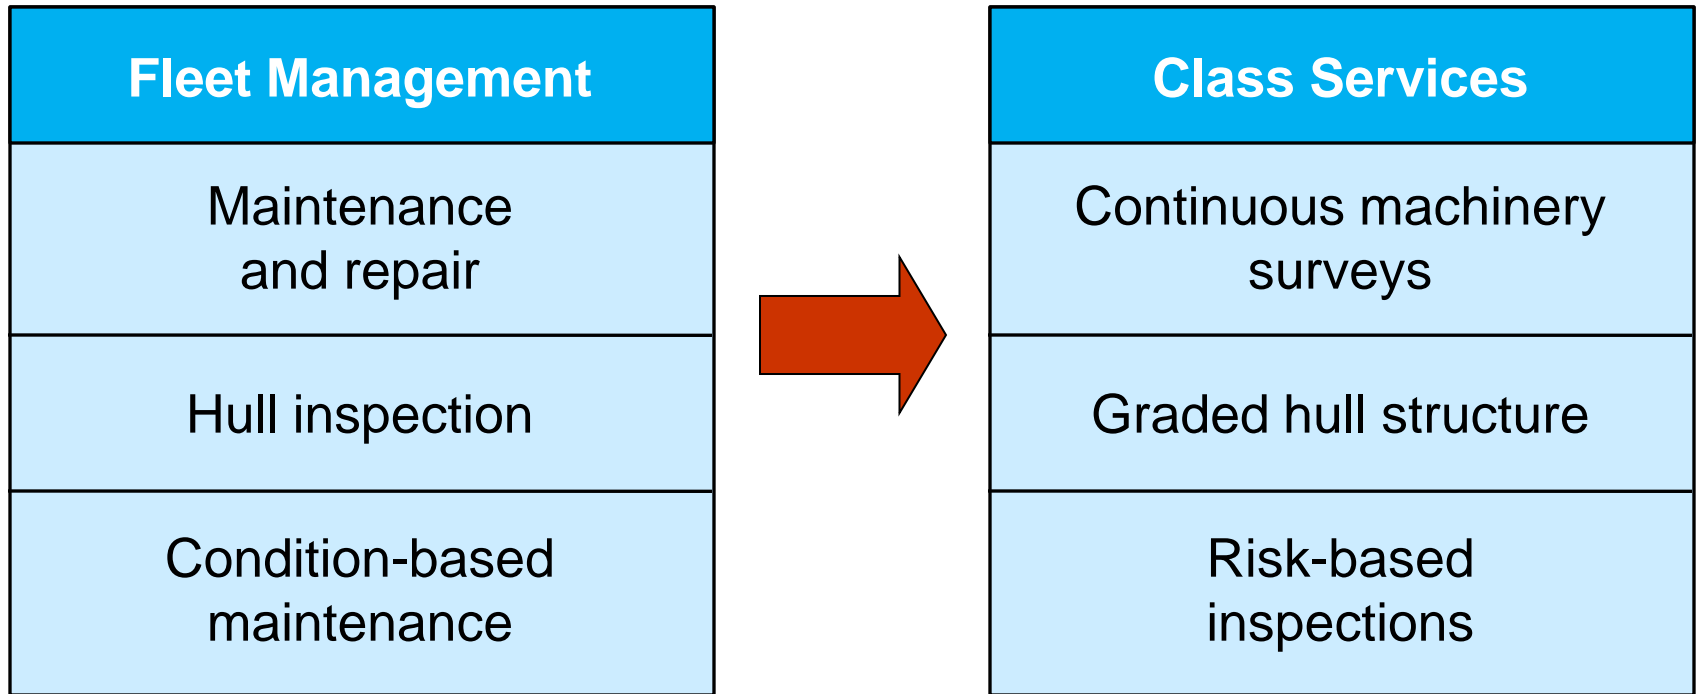 Fleet Management
Maintenance
and repair
Hull inspection
Condition-based
maintenance
Class Services
Continuous machinery
surveys
Graded hull structure
Risk-based
inspections